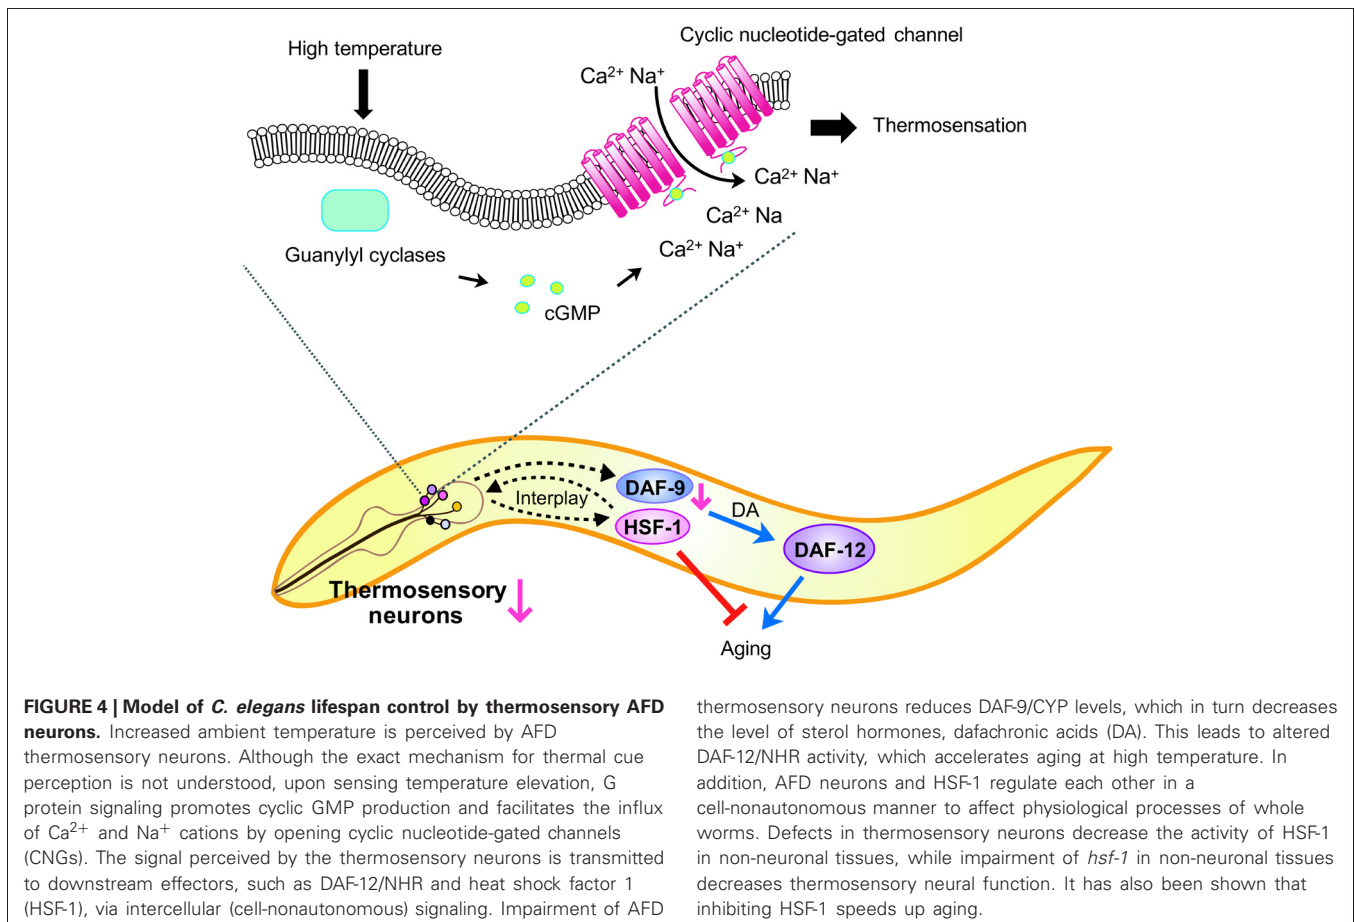 High temperature
Cyclic nucleotide-gated channel
Ca²⁺ Na⁺
Thermosensation
Ca²⁺ Na⁺
Ca²⁺ Na
Ca²⁺ Na⁺
Guanylyl cyclases
cGMP
Interplay
DAF-9
HSF-1
DA
DAF-12
Thermosensory
neurons
Aging
FIGURE 4 | Model of C. elegans lifespan control by thermosensory AFD
neurons. Increased ambient temperature is perceived by AFD
thermosensory neurons. Although the exact mechanism for thermal cue
perception is not understood, upon sensing temperature elevation, G
protein signaling promotes cyclic GMP production and facilitates the influx
of Ca²⁺ and Na⁺ cations by opening cyclic nucleotide-gated channels
(CNGs). The signal perceived by the thermosensory neurons is transmitted
to downstream effectors, such as DAF-12/NHR and heat shock factor 1
(HSF-1), via intercellular (cell-nonautonomous) signaling. Impairment of AFD
thermosensory neurons reduces DAF-9/CYP levels, which in turn decreases
the level of sterol hormones, dafachronic acids (DA). This leads to altered
DAF-12/NHR activity, which accelerates aging at high temperature. In
addition, AFD neurons and HSF-1 regulate each other in a
cell-nonautonomous manner to affect physiological processes of whole
worms. Defects in thermosensory neurons decrease the activity of HSF-1
in non-neuronal tissues, while impairment of hsf-1 in non-neuronal tissues
decreases thermosensory neural function. It has also been shown that
inhibiting HSF-1 speeds up aging.